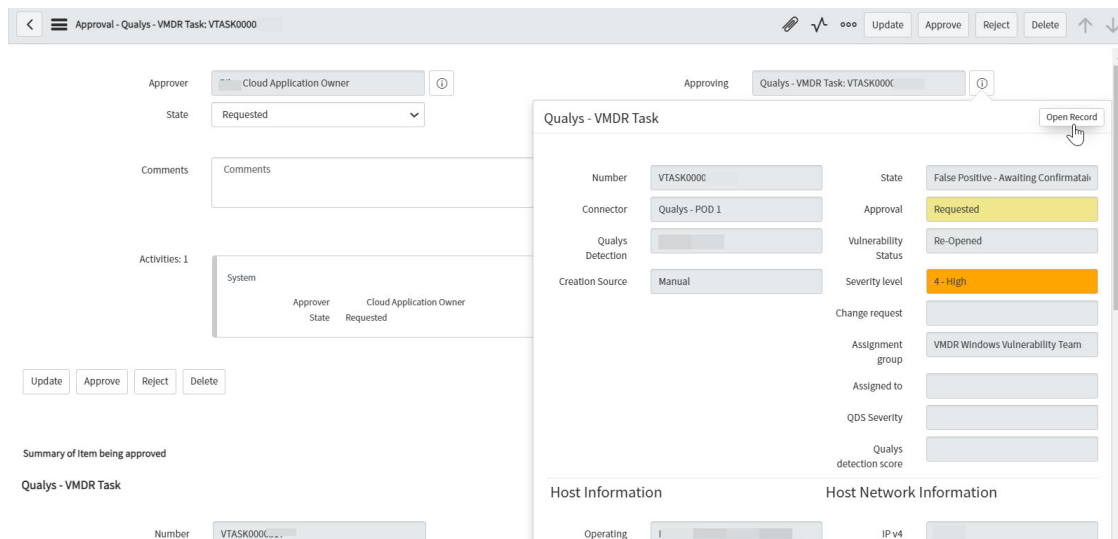 Approval - Qualys - VMDR Task: VTASK0000
Update Approve Reject Delete
Approver Cloud Application Owner
Approving Qualys - VMDR Task: VTASK000
State Requested
Qualys - VMDR Task
Open Record
Comments Comments
Number VTASK0000
State False Positive - Awaiting Confirmatai
Connector Qualys - POD 1
Approval Requested
Qualys Detection
Vulnerability Status Re-Opened
Creation Source Manual
Severity level 4 - High
Activities: 1
System
Approver Cloud Application Owner
State Requested
Change request
Assignment group VMDR Windows Vulnerability Team
Assigned to
QDS Severity
Qualys detection score
Update Approve Reject Delete
Summary of Item being approved
Qualys - VMDR Task
Host Information
Host Network Information
Number VTASK000
Operating
IP v4